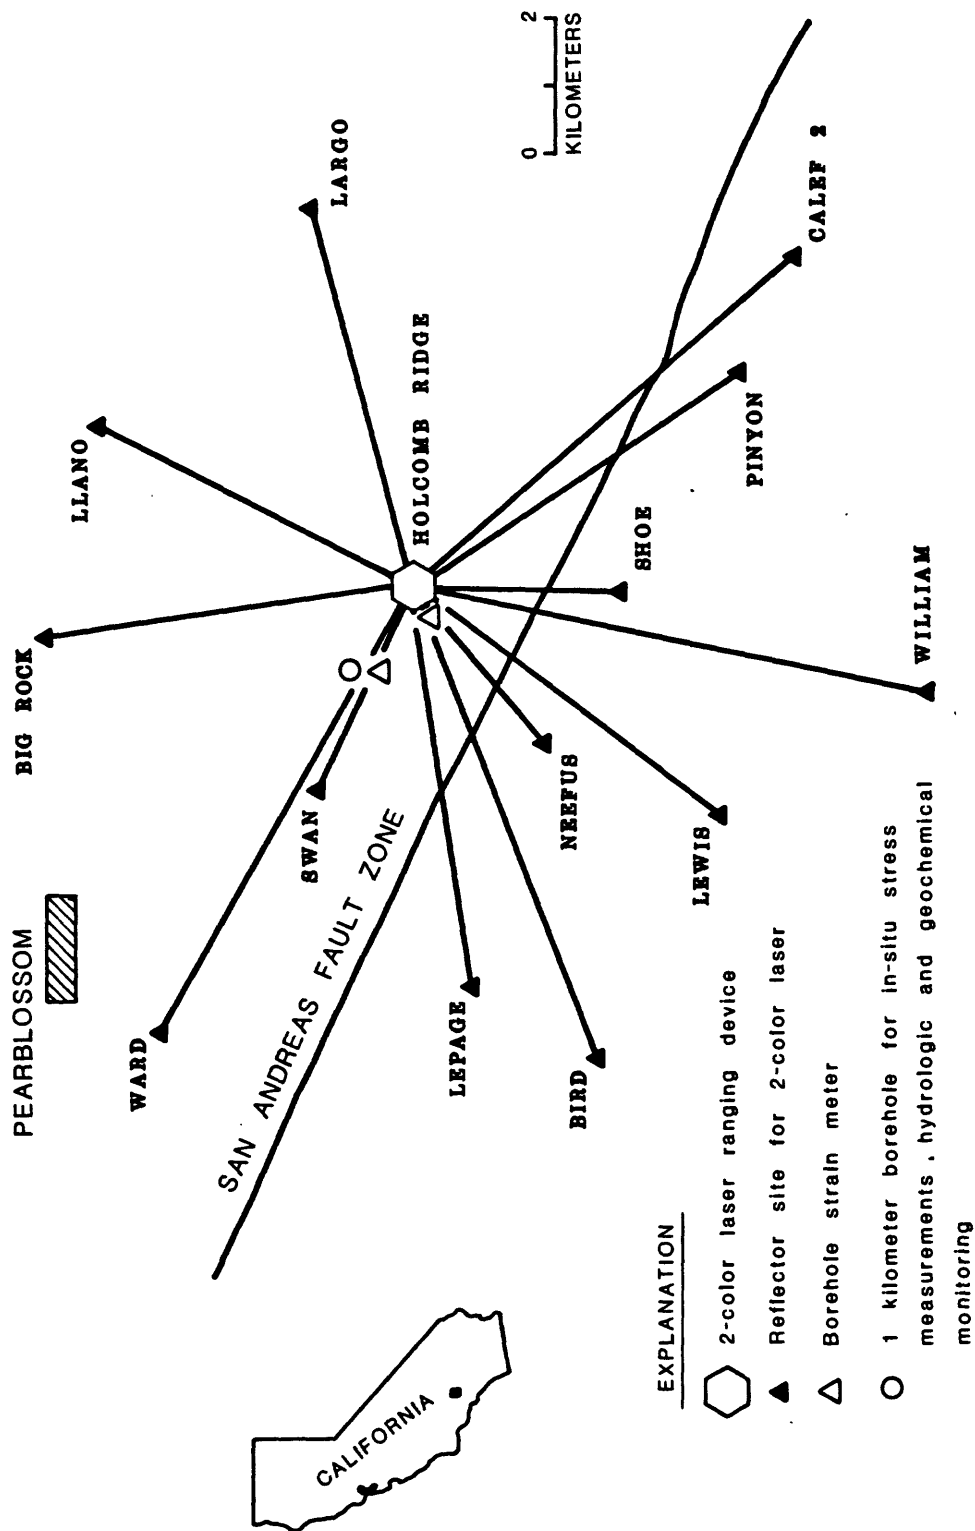 PEARBLOSSOM
BIG ROCK
LLANO
LARGO
WARD
SWAN
HOLCOMB RIDGE
SAN ANDREAS FAULT ZONE
LEPAGE
BIRD
NEEFUS
LEWIS
SHOE
WILLIAM
PINYON
CALEF 2
0 2
KILOMETERS
CALIFORNIA
EXPLANATION
2-color laser ranging device
Reflector site for 2-color laser
Borehole strain meter
1 kilometer borehole for in-situ stress
measurements, hydrologic and geochemical
monitoring